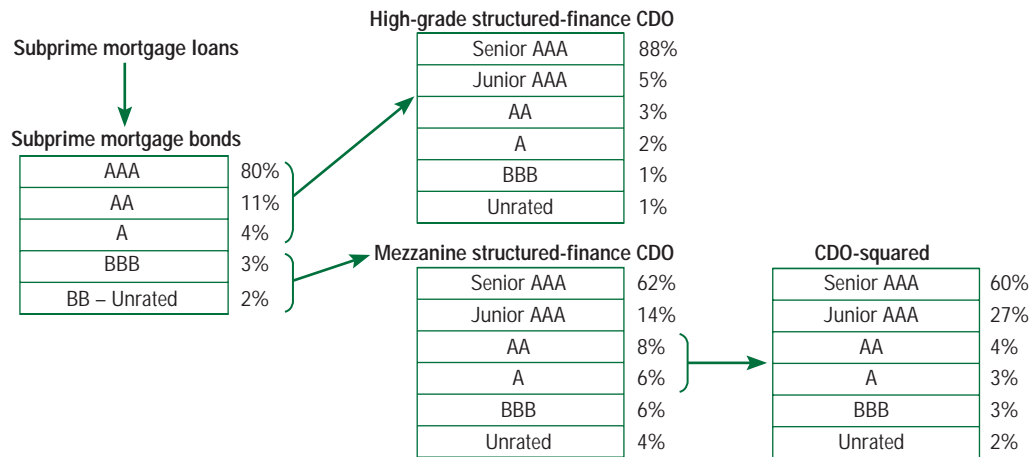 High-grade structured-finance CDO
Senior AAA 88%
Junior AAA 5%
AA 3%
A 2%
BBB 1%
Unrated 1%
Subprime mortgage loans
Subprime mortgage bonds
AAA 80%
AA 11%
A 4%
BBB 3%
BB – Unrated 2%
Mezzanine structured-finance CDO
Senior AAA 62%
Junior AAA 14%
AA 8%
A 6%
BBB 6%
Unrated 4%
CDO-squared
Senior AAA 60%
Junior AAA 27%
AA 4%
A 3%
BBB 3%
Unrated 2%